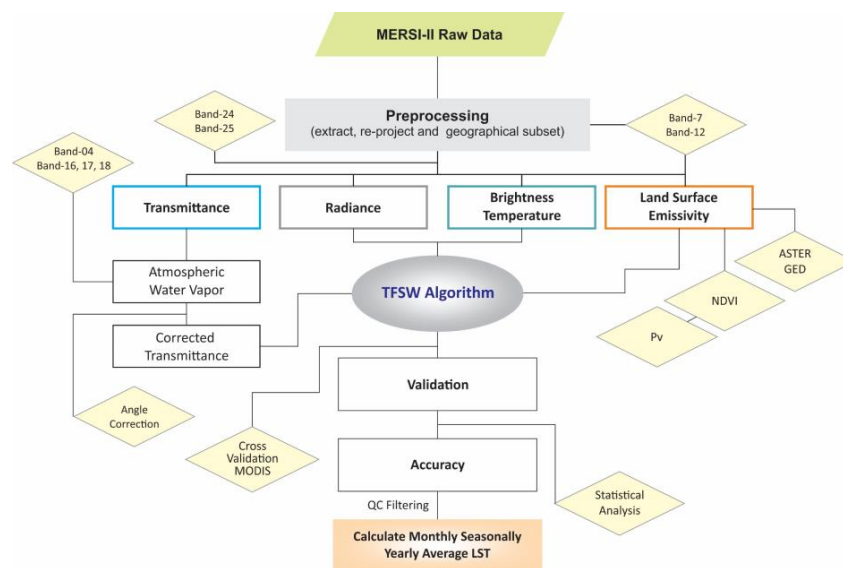 MERSI-II Raw Data
Band-24
Band-25
Preprocessing
(extract, re-project and geographical subset)
Band-7
Band-12
Band-04
Band-16, 17, 18
Transmittance
Radiance
Brightness
Temperature
Land Surface
Emissivity
ASTER
GED
Atmospheric
Water Vapor
TFSW Algorithm
NDVI
Pv
Corrected
Transmittance
Validation
Angle
Correction
Cross
Validation
MODIS
Accuracy
Statistical
Analysis
QC Filtering
Calculate Monthly Seasonally
Yearly Average LST